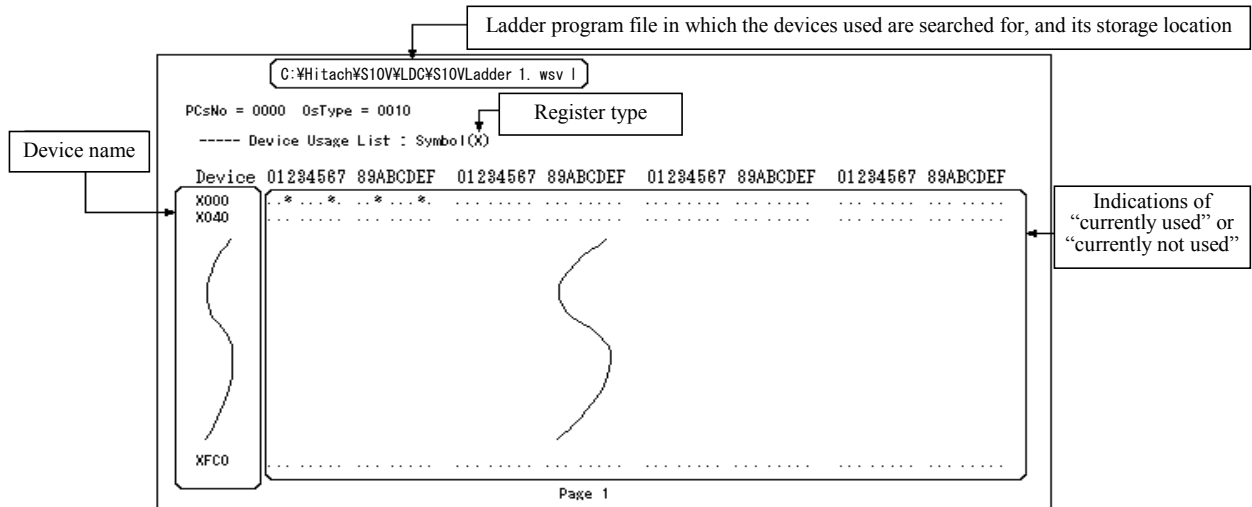 Ladder program file in which the devices used are searched for, and its storage location
C:¥Hitach¥S10V¥LDC¥S10VLadder 1. wsv l
PCsNo = 0000 OsType = 0010
Register type
----- Device Usage List : Symbol(X)
Device name
Device 01234567 89ABCDEF 01234567 89ABCDEF 01234567 89ABCDEF 01234567 89ABCDEF
X000 ..*...*. ..*...*. ........ ........ ........ ........ ........ ........
X040 ........ ........ ........ ........ ........ ........ ........ ........
Indications of
“currently used” or
“currently not used”
XFC0 ........ ........ ........ ........ ........ ........ ........ ........
Page 1